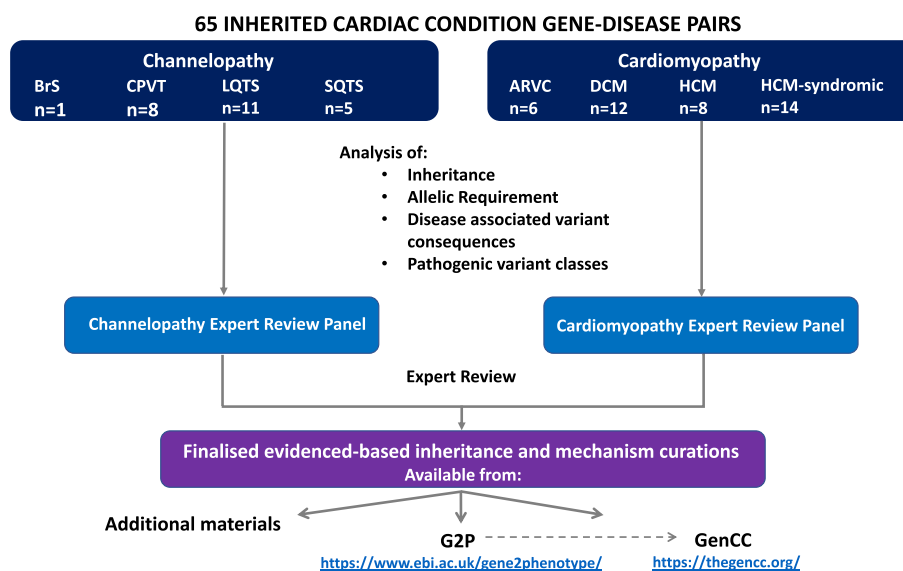 65 INHERITED CARDIAC CONDITION GENE-DISEASE PAIRS
Channelopathy
BrS CPVT LQTS SQTS
n=1 n=8 n=11 n=5
Cardiomyopathy
ARVC DCM HCM HCM-syndromic
n=6 n=12 n=8 n=14
Analysis of:
• Inheritance
• Allelic Requirement
• Disease associated variant
consequences
• Pathogenic variant classes
Channelopathy Expert Review Panel
Cardiomyopathy Expert Review Panel
Expert Review
Finalised evidenced-based inheritance and mechanism curations
Available from:
Additional materials
G2P
https://www.ebi.ac.uk/gene2phenotype/
GenCC
https://thegencc.org/